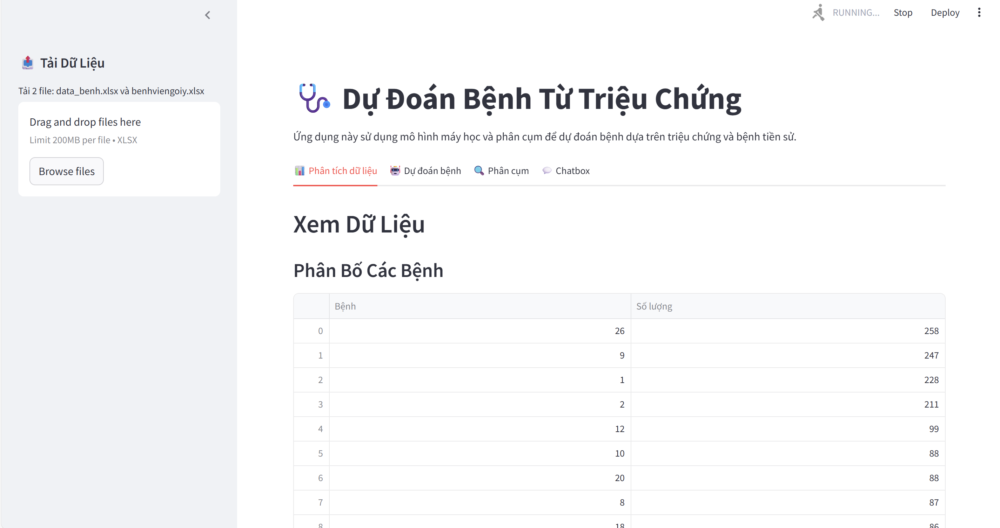 RUNNING...
Stop
Deploy
Tải Dữ Liệu
Tải 2 file: data_benh.xlsx và benhviengoiy.xlsx
Drag and drop files here
Limit 200MB per file • XLSX
Browse files
Dự Đoán Bệnh Từ Triệu Chứng
Ứng dụng này sử dụng mô hình máy học và phân cụm để dự đoán bệnh dựa trên triệu chứng và bệnh tiền sử.
Phân tích dữ liệu Dự đoán bệnh Phân cụm Chatbox
Xem Dữ Liệu
Phân Bố Các Bệnh
Bệnh Số lượng
0 26 258
1 9 247
2 1 228
3 2 211
4 12 99
5 10 88
6 20 88
7 8 87
8 18 86